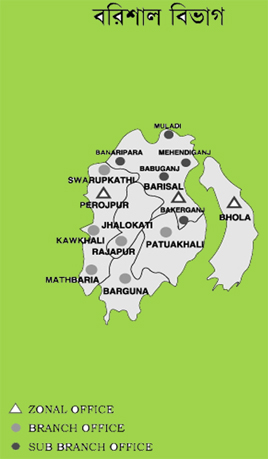 বরিশাল বিভাগ
MULADI
BANARIPARA
MEHENDIGANJ
BABUGANJ
SWARUPKATHI
BARISAL
PEROJPUR
BAKERGANJ
BHOLA
JHALOKATI
KAWKHALI
PATUAKHALI
RAJAPUR
MATHBARIA
BARGUNA
ZONAL OFFICE
BRANCH OFFICE
SUB BRANCH OFFICE